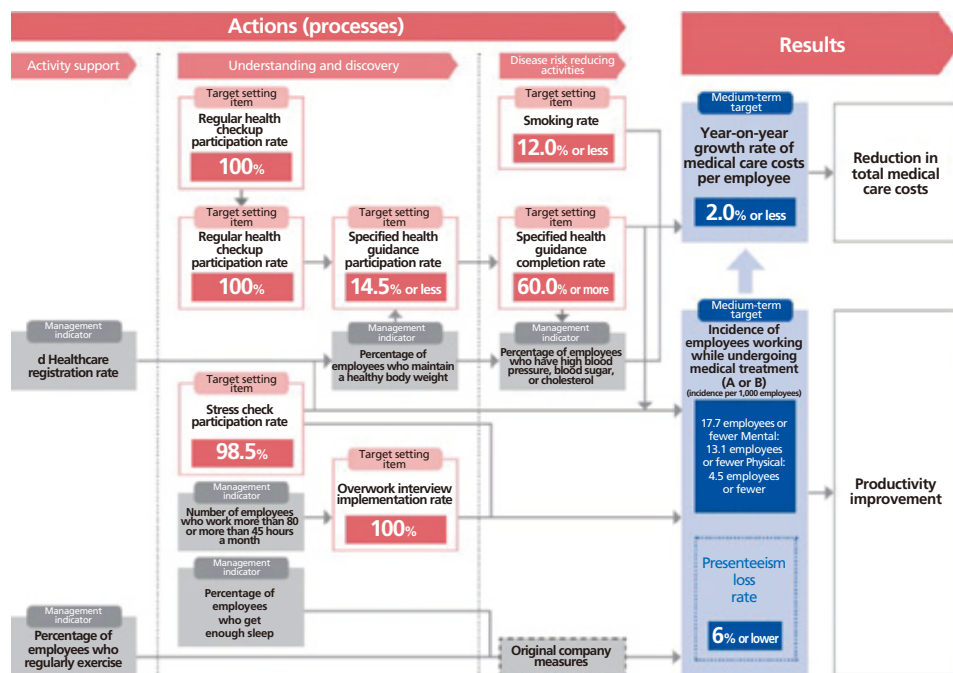 Actions (processes)
Results
Activity support
Understanding and discovery
Disease risk reducing
activities
Target setting
item
Regular health
checkup
participation rate
100%
Target setting
item
Smoking rate
12.0% or less
Medium-term
target
Year-on-year
growth rate of
medical care costs
per employee
2.0% or less
Reduction in
total medical
care costs
Target setting
item
Regular health
checkup
participation rate
100%
Target setting
item
Specified health
guidance
participation rate
14.5% or less
Target setting
item
Specified health
guidance
completion rate
60.0% or more
Management
indicator
d Healthcare
registration rate
Management
indicator
Percentage of
employees who maintain
a healthy body weight
Management
indicator
Percentage of employees
who have high blood
pressure, blood sugar,
or cholesterol
Medium-term
target
Incidence of
employees working
while undergoing
medical treatment
(A or B)
(incidence per 1,000 employees)
17.7 employees or
fewer Mental:
13.1 employees
or fewer Physical:
4.5 employees
or fewer
Productivity
improvement
Target setting
item
Stress check
participation rate
98.5%
Management
indicator
Number of employees
who work more than 80
or more than 45 hours
a month
Target setting
item
Overwork interview
implementation rate
100%
Management
indicator
Percentage of
employees
who get
enough sleep
Presenteeism
loss
rate
6% or lower
Management
indicator
Percentage of
employees who
regularly exercise
Original company
measures